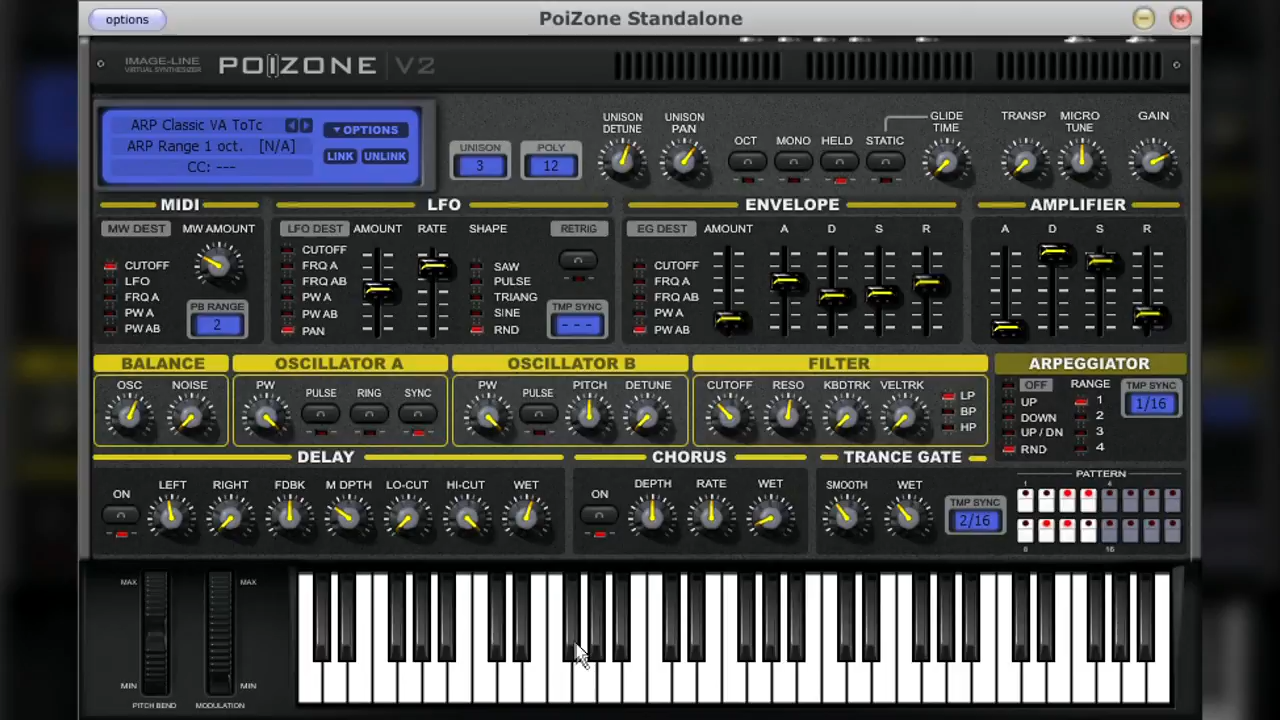 options
PoiZone Standalone
IMAGE-LINE
VIRTUAL SYNTHESIZER
POIZONE V2
ARP Classic VA ToTc
ARP Range 1 oct. [N/A]
CC: ---
OPTIONS
LINK UNLINK
UNISON 3
POLY 12
UNISON DETUNE
UNISON PAN
OCT MONO HELD STATIC
GLIDE TIME
TRANSP
MICRO TUNE
GAIN
MIDI
MW DEST MW AMOUNT
CUTOFF
LFO
FRQ A
PW A
PW AB
PB RANGE
2
LFO
LFO DEST AMOUNT RATE SHAPE RETRIG
CUTOFF
FRQ A
FRQ AB
PW A
PW AB
PAN
SAW
PULSE
TRIANG
SINE
RND
TMP SYNC
---
ENVELOPE
EG DEST AMOUNT A D S R
CUTOFF
FRQ A
FRQ AB
PW A
PW AB
AMPLIFIER
A D S R
BALANCE
OSC NOISE
OSCILLATOR A
PW PULSE RING SYNC
OSCILLATOR B
PW PULSE PITCH DETUNE
FILTER
CUTOFF RESO KBDTRK VELTRK
LP
BP
HP
ARPEGGIATOR
OFF
UP
DOWN
UP / DN
RND
RANGE
1
2
3
4
TMP SYNC
1/16
DELAY
ON LEFT RIGHT FDBK M DPTH LO-CUT HI-CUT WET
CHORUS
ON DEPTH RATE WET
TRANCE GATE
SMOOTH WET
TMP SYNC
2/16
PATTERN
1 4
8 16
MAX MAX
MIN MIN
PITCH BEND MODULATION